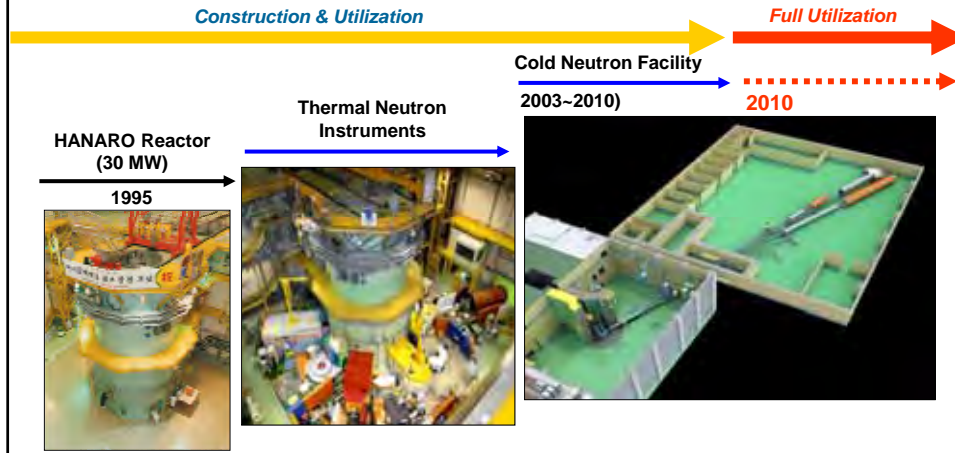 Construction & Utilization
Full Utilization
Cold Neutron Facility
2003~2010)
2010
Thermal Neutron
Instruments
HANARO Reactor
(30 MW)
1995